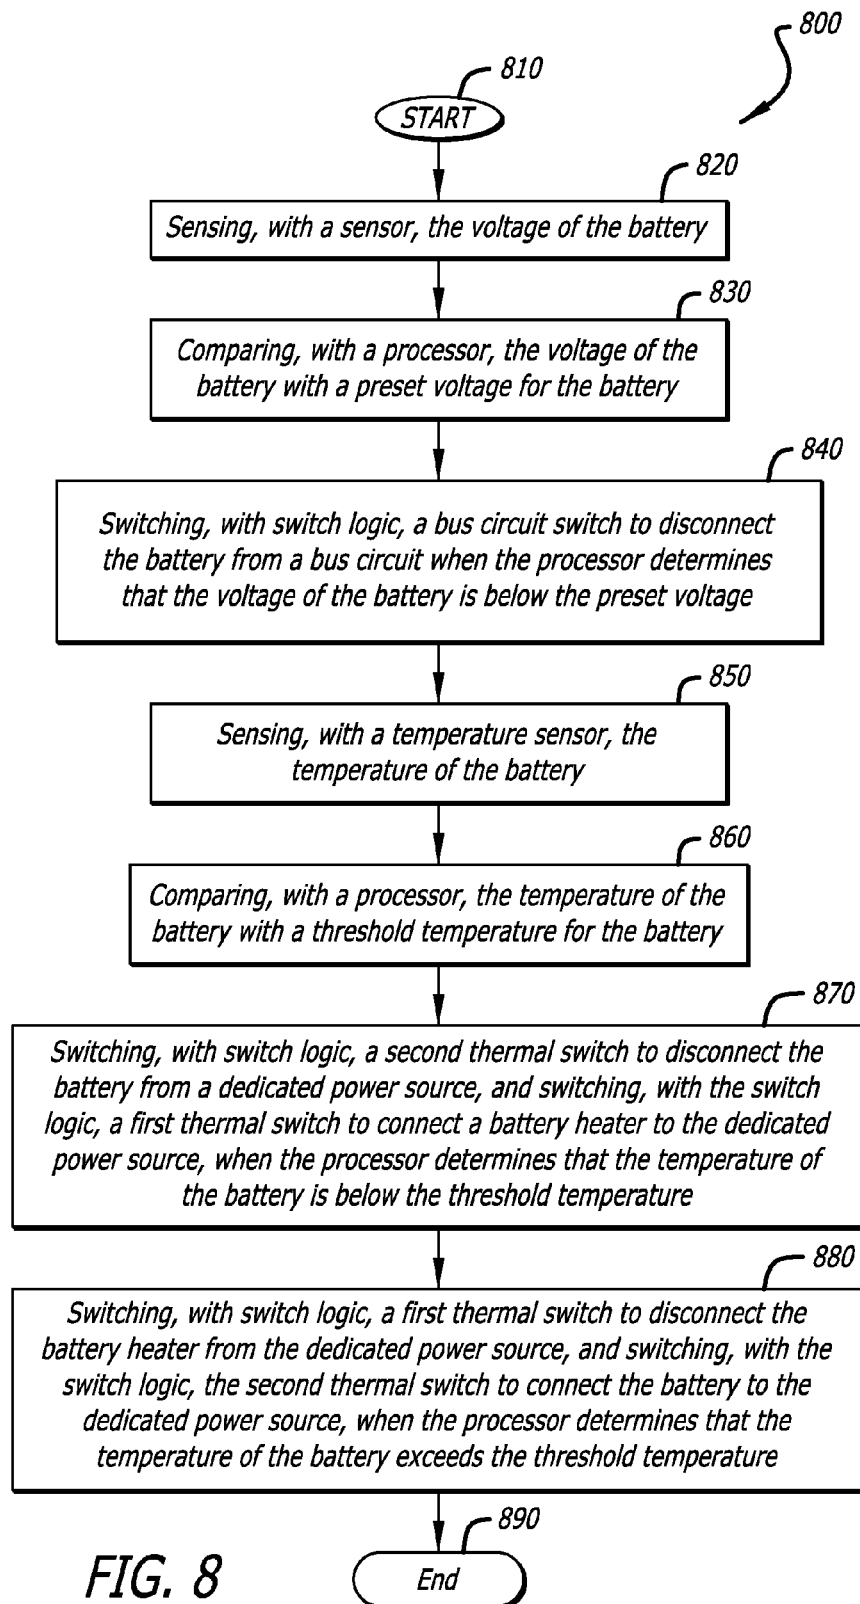 800
810
START
820
Sensing, with a sensor, the voltage of the battery
830
Comparing, with a processor, the voltage of the
battery with a preset voltage for the battery
840
Switching, with switch logic, a bus circuit switch to disconnect
the battery from a bus circuit when the processor determines
that the voltage of the battery is below the preset voltage
850
Sensing, with a temperature sensor, the
temperature of the battery
860
Comparing, with a processor, the temperature of the
battery with a threshold temperature for the battery
870
Switching, with switch logic, a second thermal switch to disconnect the
battery from a dedicated power source, and switching, with the switch
logic, a first thermal switch to connect a battery heater to the dedicated
power source, when the processor determines that the temperature of
the battery is below the threshold temperature
880
Switching, with switch logic, a first thermal switch to disconnect the
battery heater from the dedicated power source, and switching, with the
switch logic, the second thermal switch to connect the battery to the
dedicated power source, when the processor determines that the
temperature of the battery exceeds the threshold temperature
890
End
FIG. 8